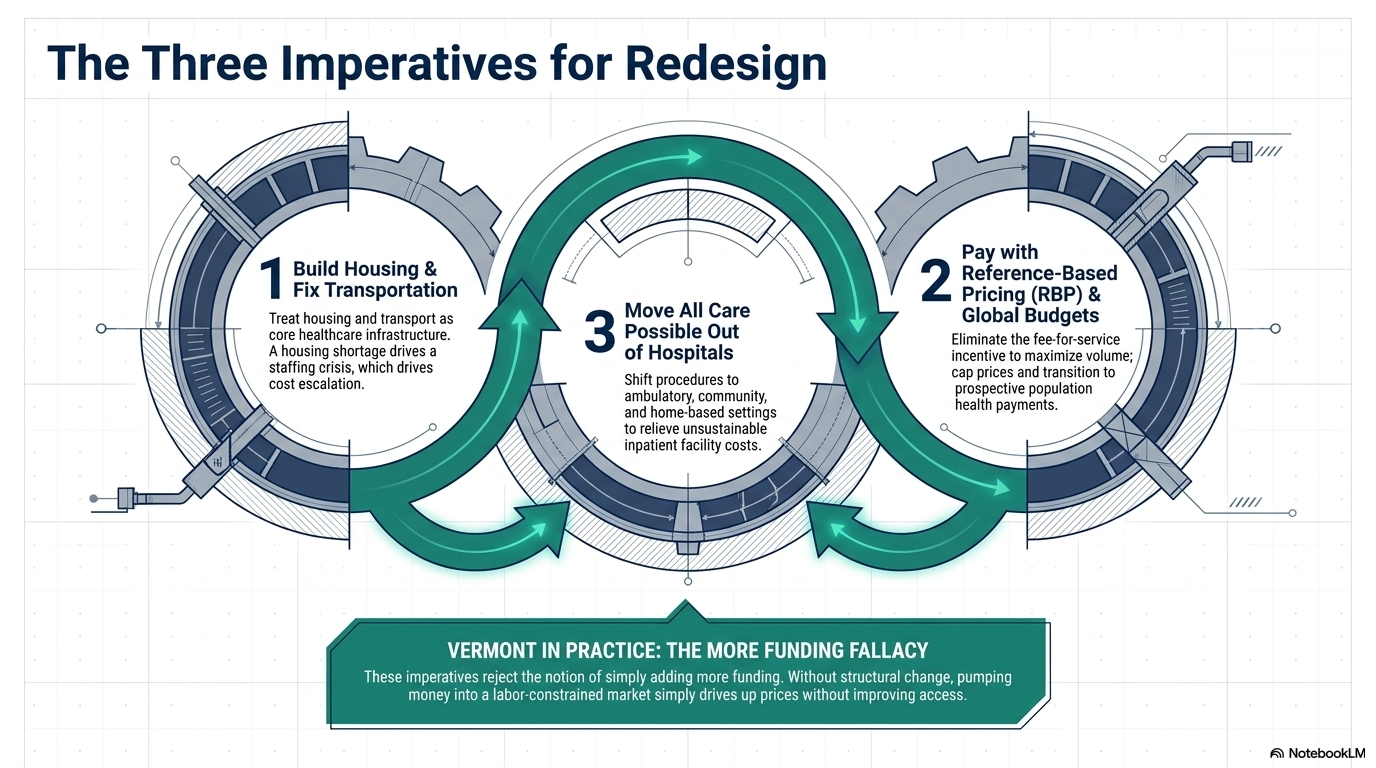 The Three Imperatives for Redesign
1
Build Housing &
Fix Transportation
Treat housing and transport as
core healthcare infrastructure.
A housing shortage drives a
staffing crisis, which drives
cost escalation.
3
Move All Care
Possible Out
of Hospitals
Shift procedures to
ambulatory, community,
and home-based settings
to relieve unsustainable
inpatient facility costs.
2
Pay with
Reference-Based
Pricing (RBP) &
Global Budgets
Eliminate the fee-for-service
incentive to maximize volume;
cap prices and transition to
prospective population
health payments.
VERMONT IN PRACTICE: THE MORE FUNDING FALLACY
These imperatives reject the notion of simply adding more funding. Without structural change, pumping
money into a labor-constrained market simply drives up prices without improving access.
NotebookLM